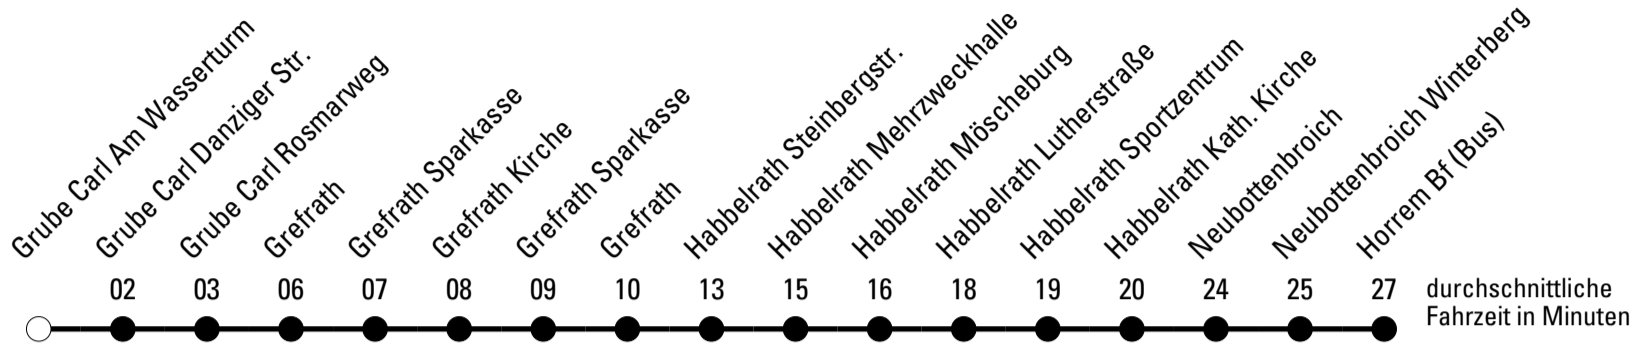 Grube Carl Am Wasserturm
Grube Carl Danziger Str.
Grube Carl Rosmarweg
Grefrath
Grefrath Sparkasse
Grefrath Kirche
Grefrath Sparkasse
Grefrath
Habbelrath Steinbergstr.
Habbelrath Mehrzweckhalle
Habbelrath Möscheburg
Habbelrath Lutherstraße
Habbelrath Sportzentrum
Habbelrath Kath. Kirche
Neubottenbroich
Neubottenbroich Winterberg
Horrem Bf (Bus)
02 03 06 07 08 09 10 13 15 16 18 19 20 24 25 27
durchschnittliche
Fahrzeit in Minuten